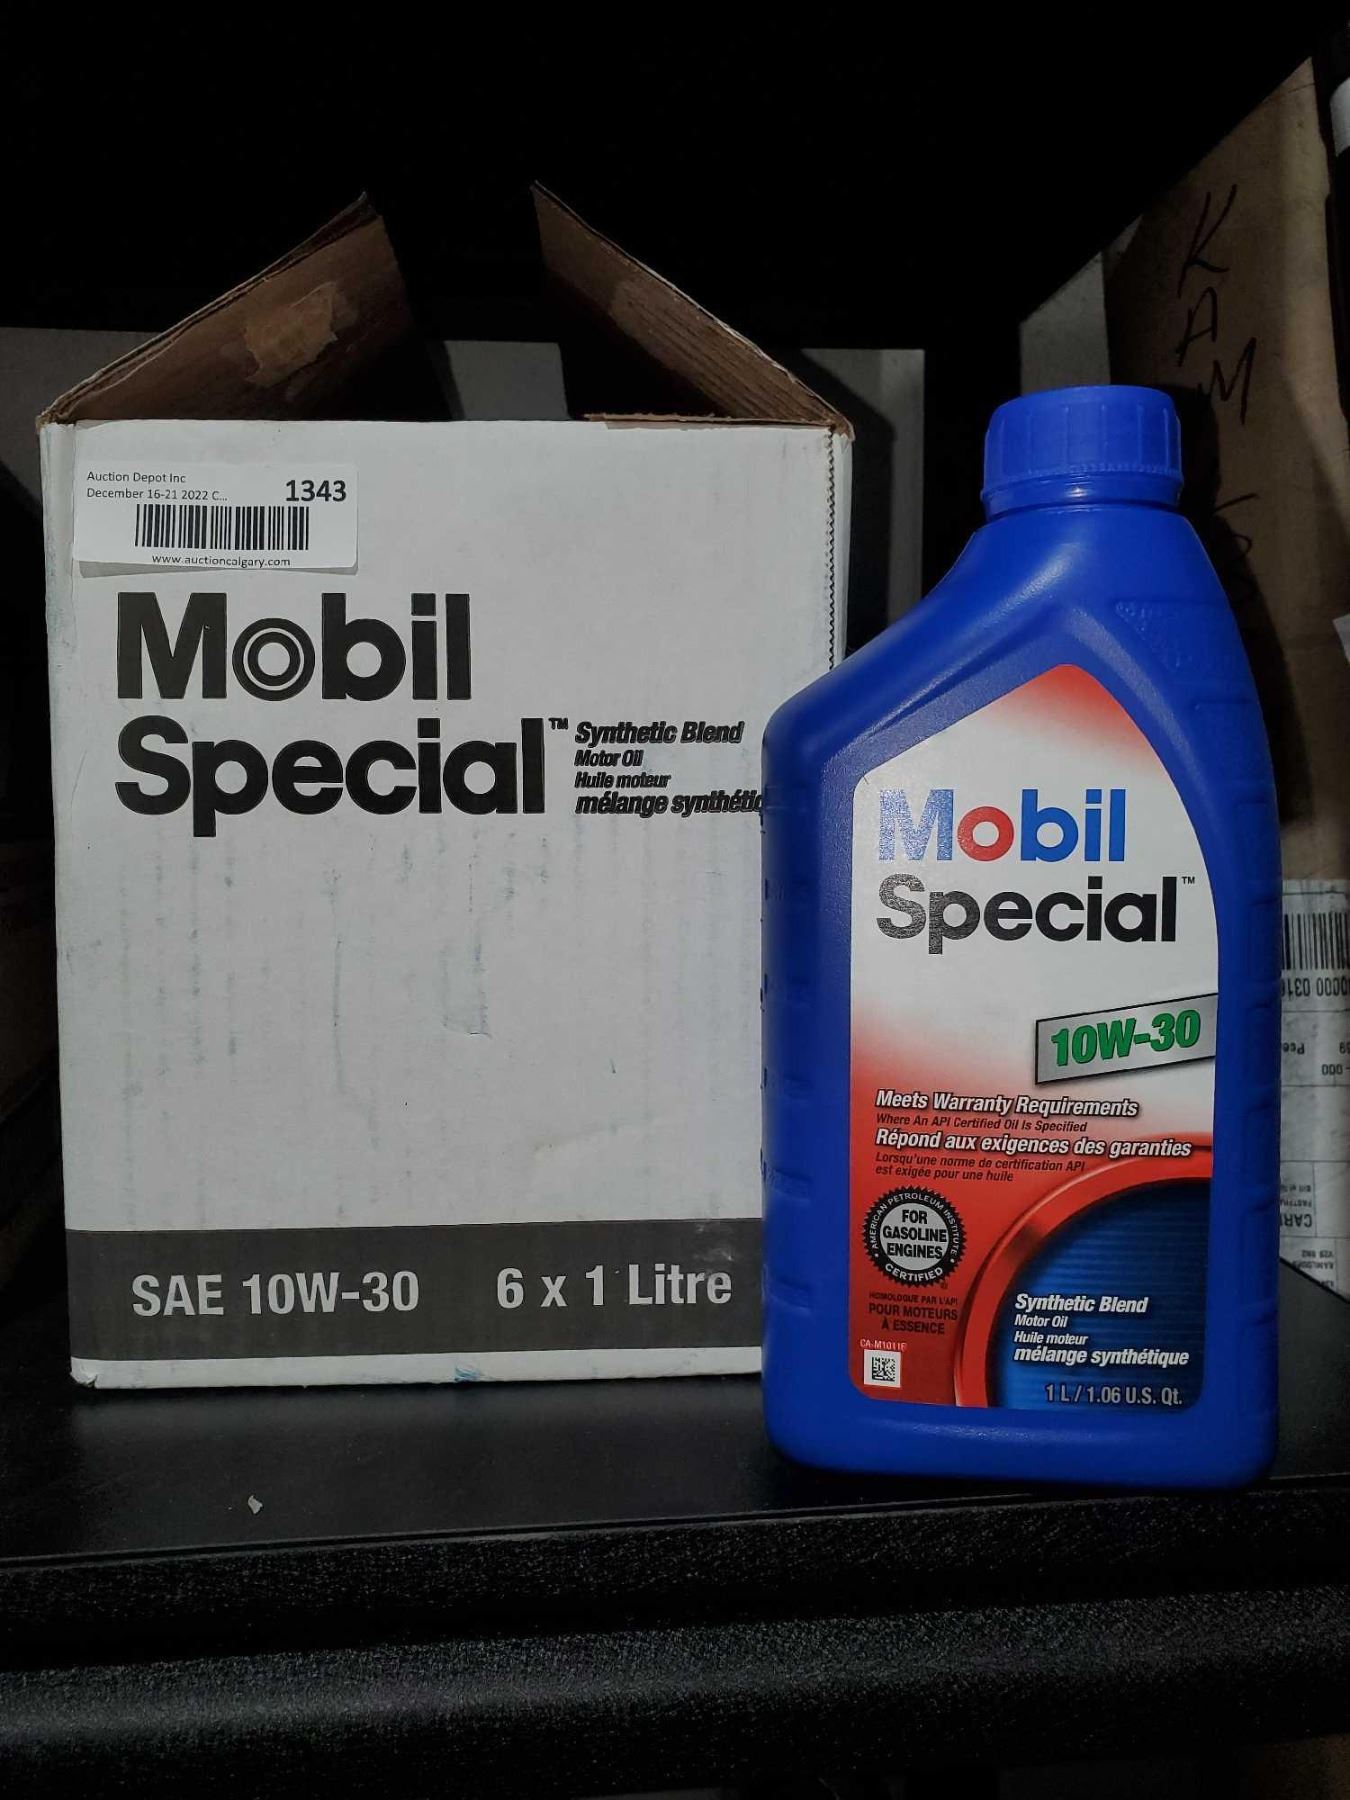 Auction Depot Inc
December 16-21 2022 C...
1343
www.auctioncalgary.com
Mobil
Special™
Synthetic Blend
Motor Oil
Huile moteur
mélange
SAE 10W-30
6 x 1 Litre
Mobil
Special™
10W-30
Meets Warranty Requirements
Where An API Certified Oil Is Specified
Répond aux exigences des garanties
Lorsqu'une norme de certification API
est exigée pour une huile
AMERICAN PETROLEUM INSTITUTE
FOR
GASOLINE
ENGINES
CERTIFIED
HOMOLOGUÉ PAR L'API
POUR MOTEURS
À ESSENCE
CA-M1011F
Synthetic Blend
Motor Oil
Huile moteur
mélange synthétique
1 L / 1.06 U.S. Qt.
KAM